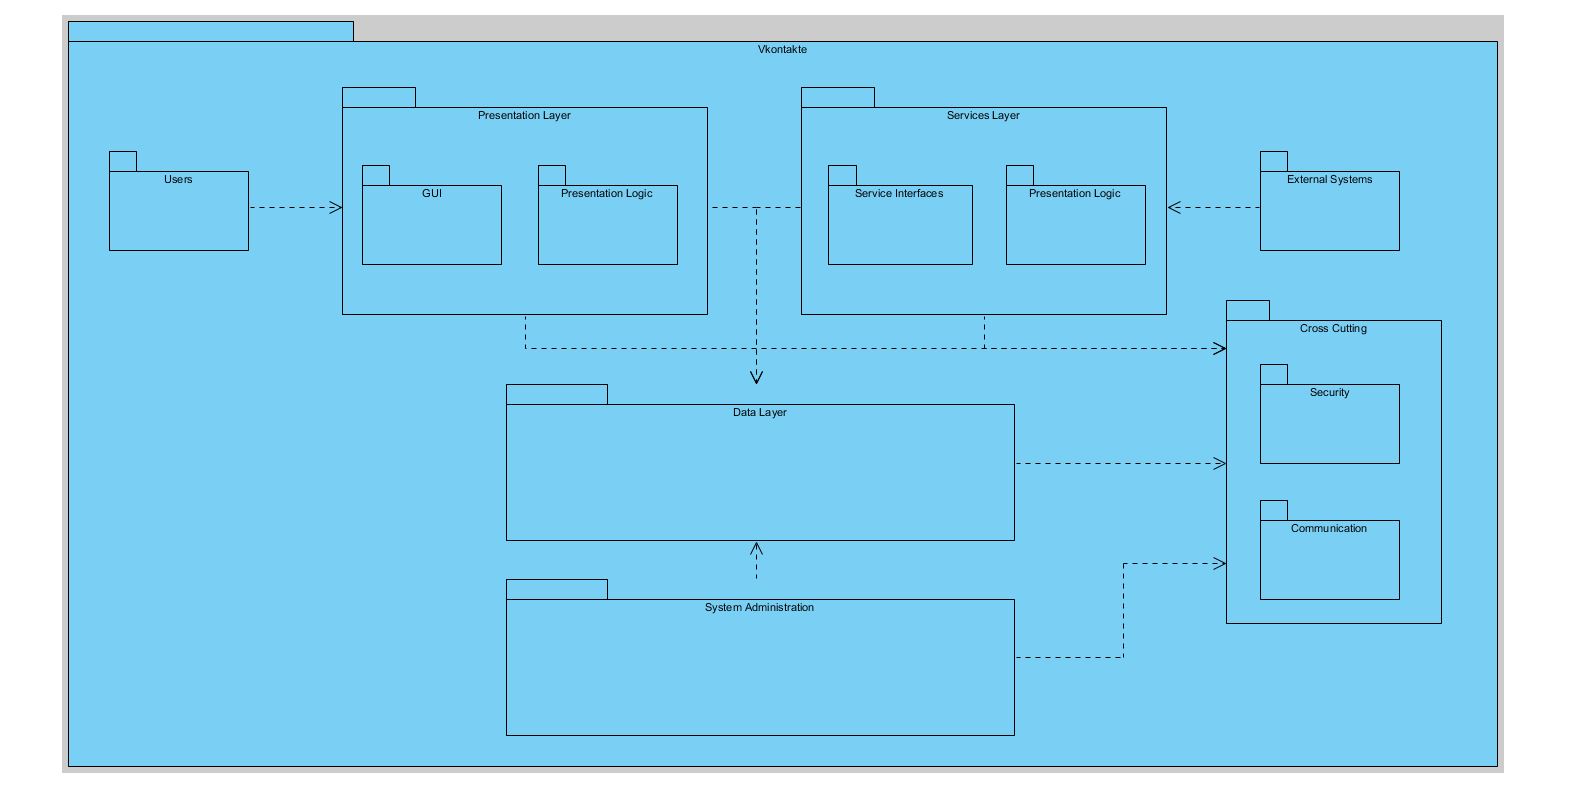 Vkontakte
Presentation Layer
Services Layer
Users
GUI
Presentation Logic
Service Interfaces
Presentation Logic
External Systems
Cross Cutting
Security
Data Layer
Communication
System Administration